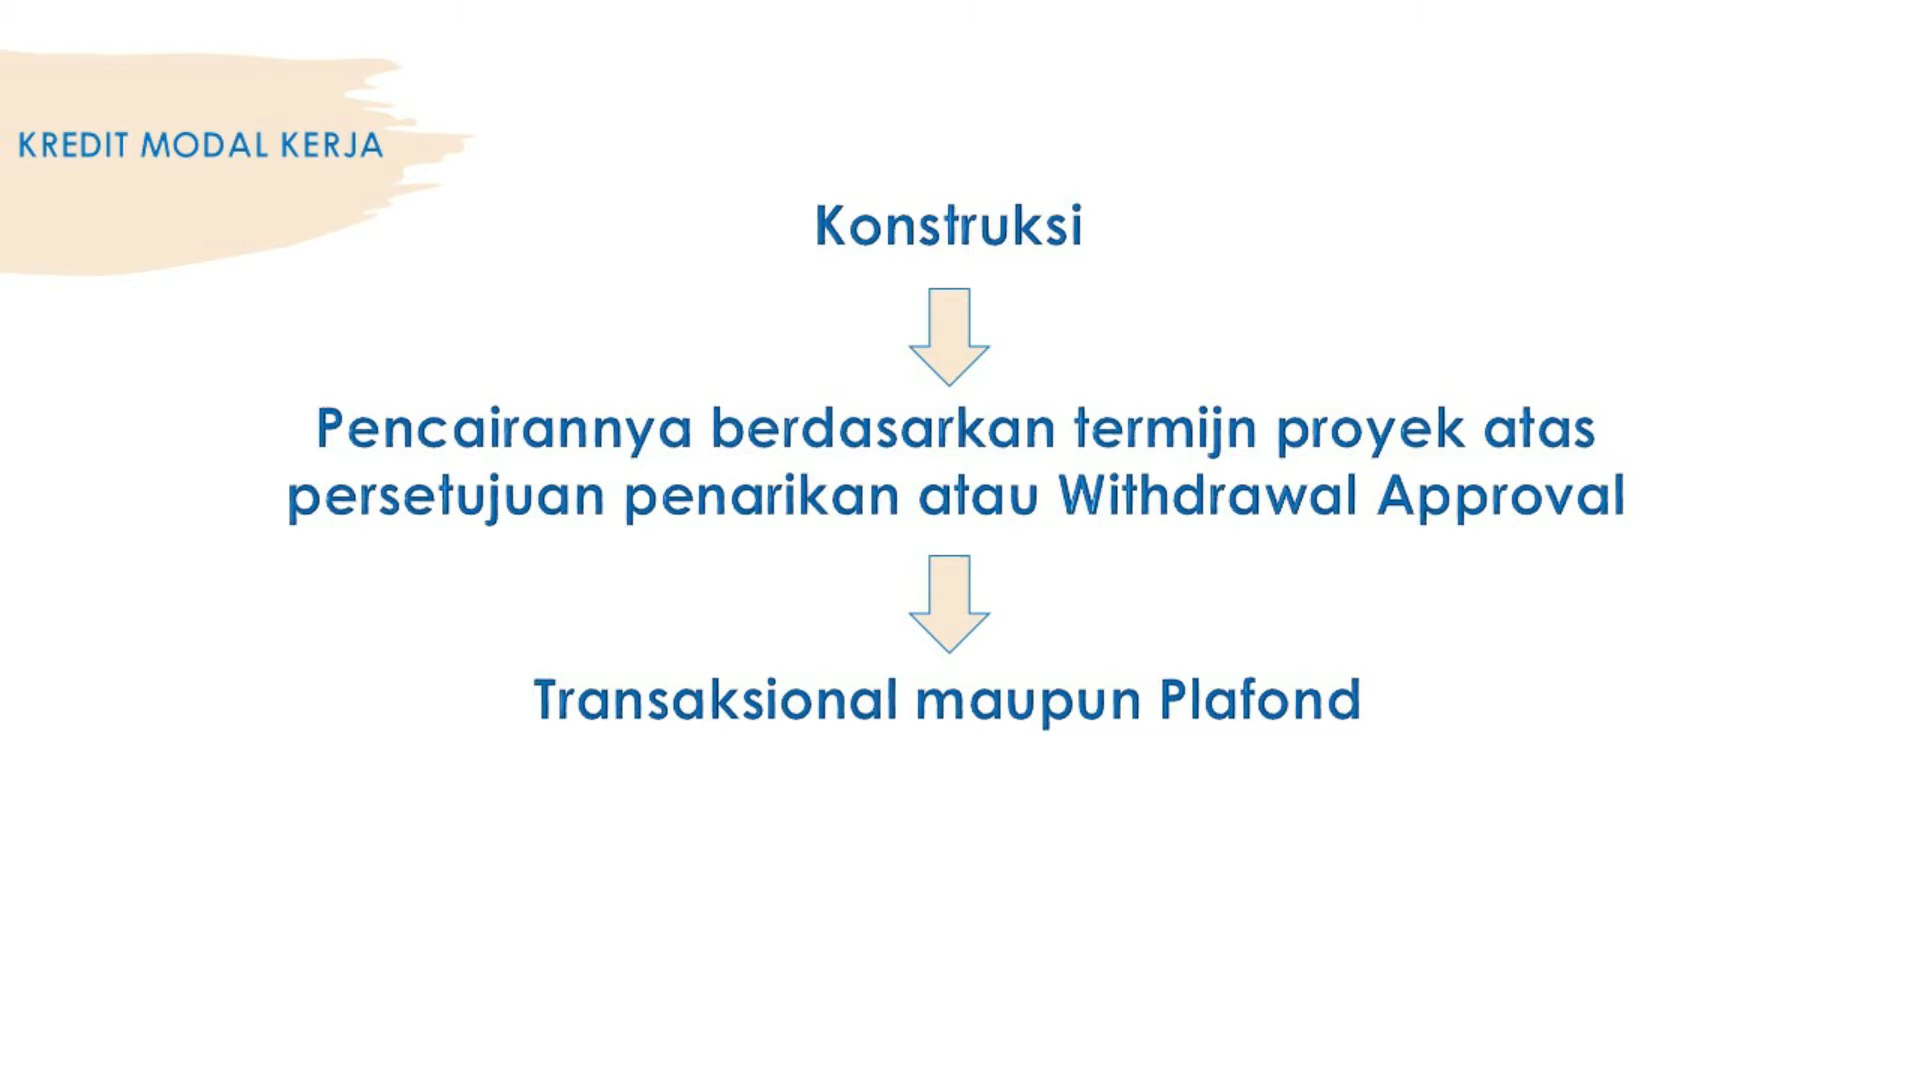 KREDIT MODAL KERJA
Konstruksi
Pencairannya berdasarkan termijn proyek atas
persetujuan penarikan atau Withdrawal Approval
Transaksional maupun Plafond